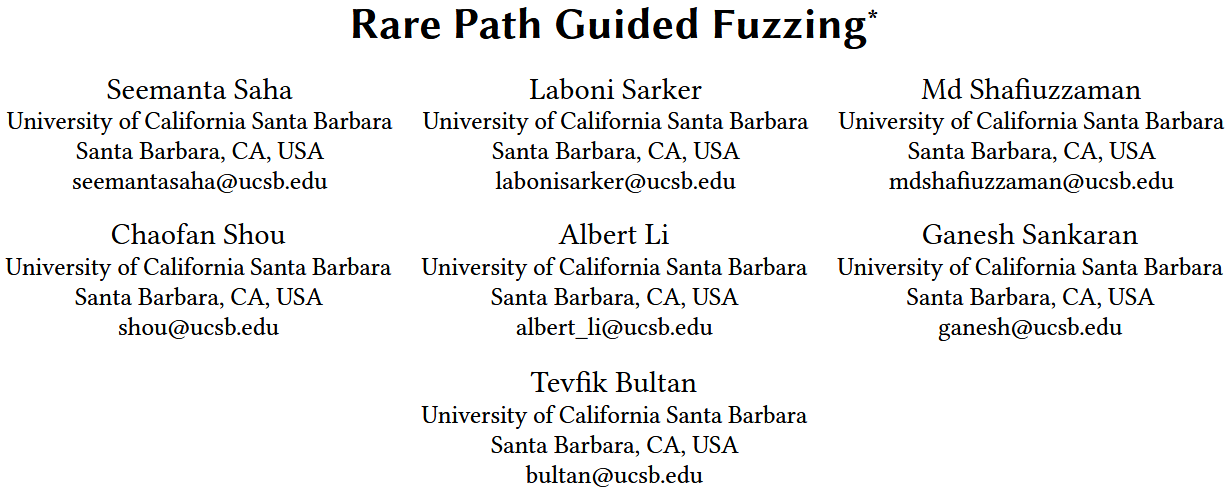 Rare Path Guided Fuzzing*
Seemanta Saha
University of California Santa Barbara
Santa Barbara, CA, USA
seemantasaha@ucsb.edu
Laboni Sarker
University of California Santa Barbara
Santa Barbara, CA, USA
labonisarker@ucsb.edu
Md Shafiuzzaman
University of California Santa Barbara
Santa Barbara, CA, USA
mdshafiuzzaman@ucsb.edu
Chaofan Shou
University of California Santa Barbara
Santa Barbara, CA, USA
shou@ucsb.edu
Albert Li
University of California Santa Barbara
Santa Barbara, CA, USA
albert_li@ucsb.edu
Ganesh Sankaran
University of California Santa Barbara
Santa Barbara, CA, USA
ganesh@ucsb.edu
Tevfik Bultan
University of California Santa Barbara
Santa Barbara, CA, USA
bultan@ucsb.edu